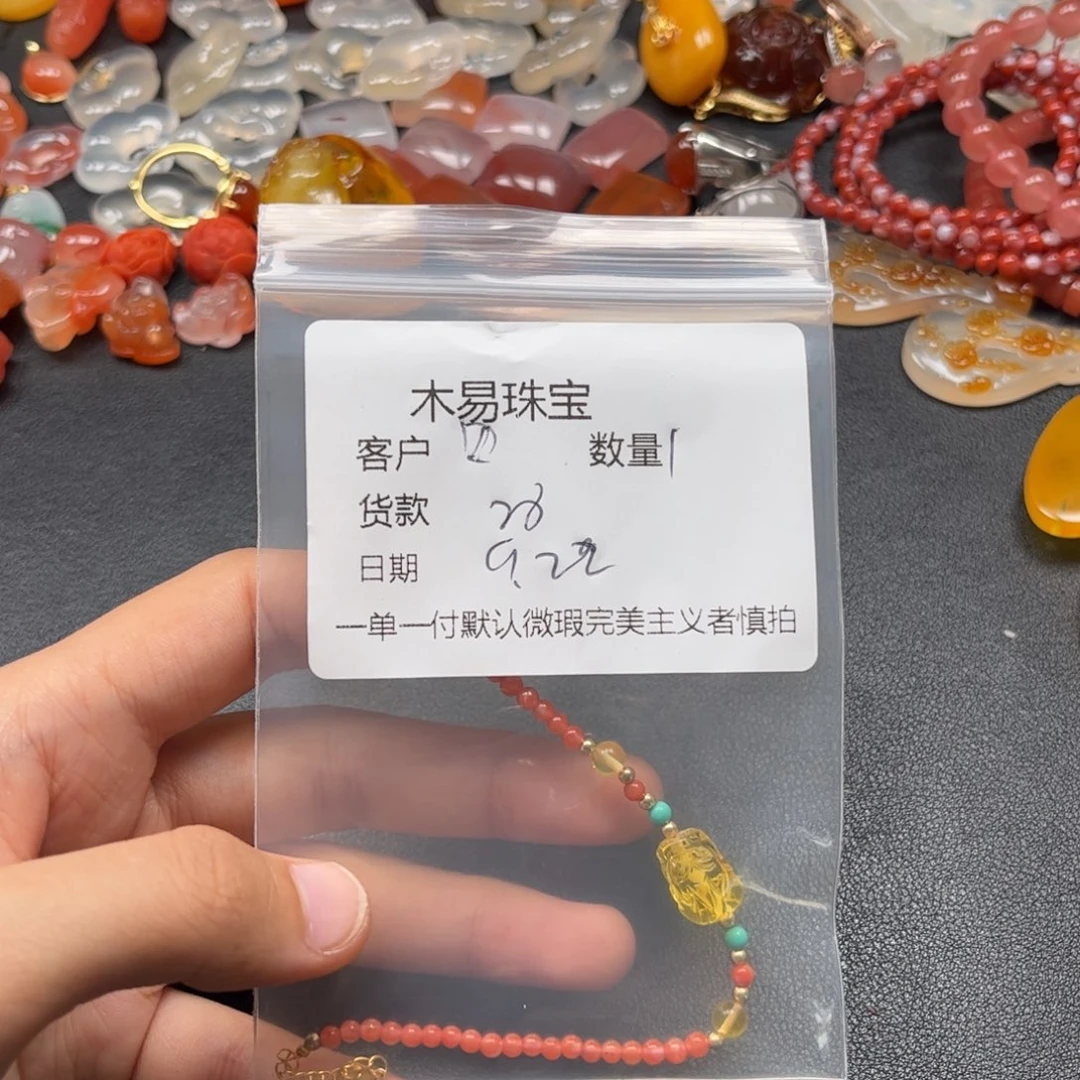 木易珠宝
客户 数量1
货款 28
日期 9.22
一单一付默认微瑕完美主义者慎拍